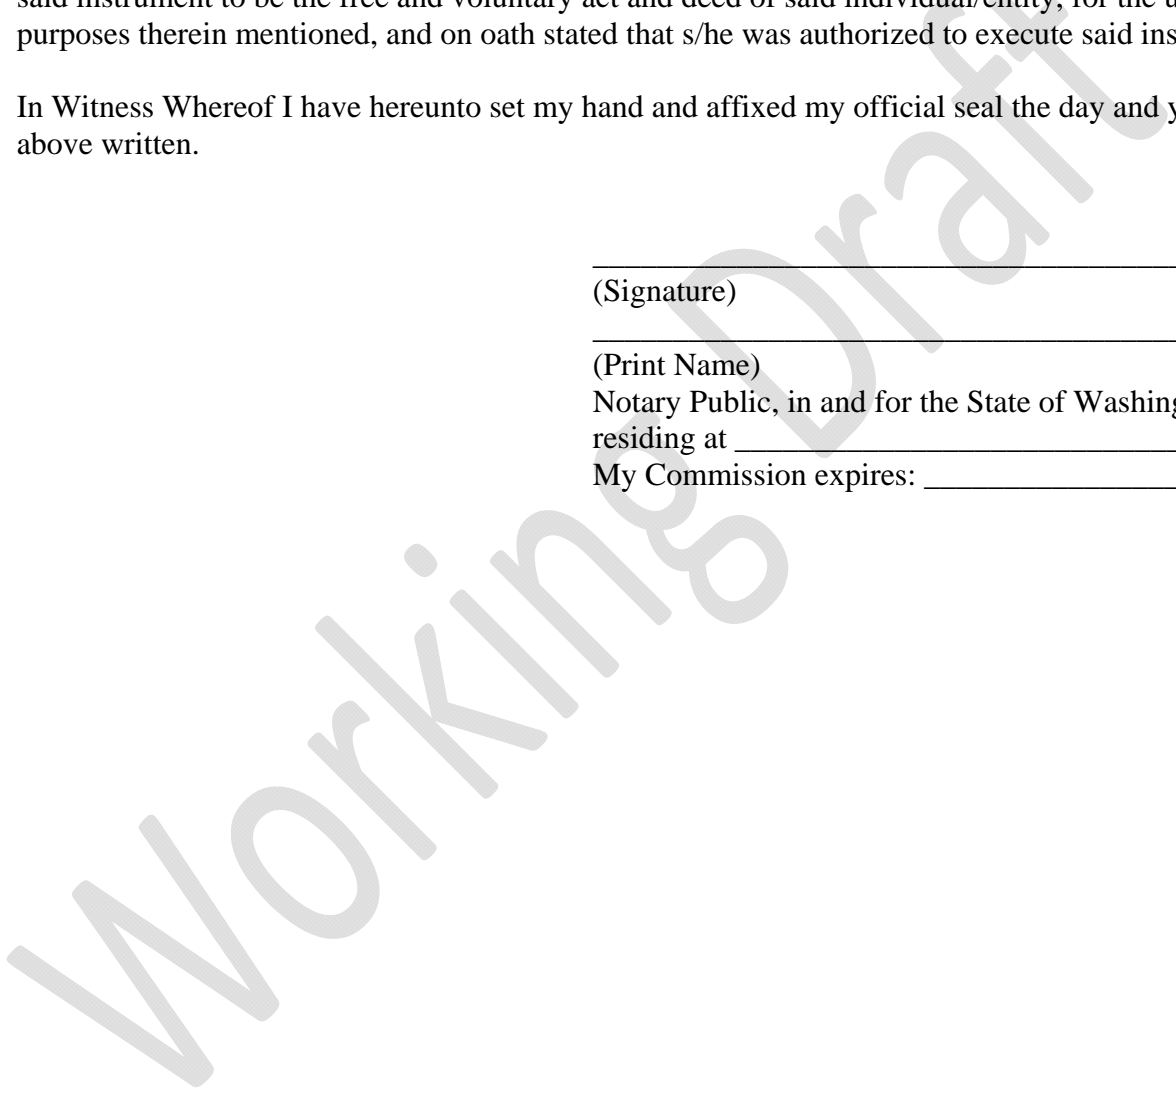 said instrument to be the free and voluntary act and deed of said individual/entity, for the
purposes therein mentioned, and on oath stated that s/he was authorized to execute said
In Witness Whereof I have hereunto set my hand and affixed my official seal the day and
above written.
(Signature)
(Print Name)
Notary Public, in and for the State of
residing at
My Commission expires:
Working Draft